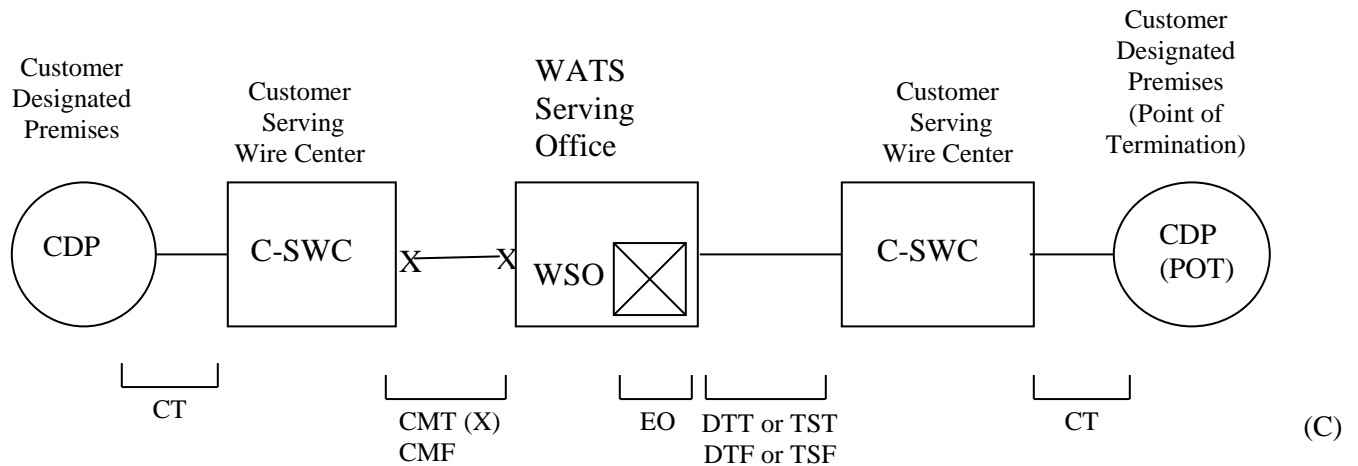 Customer
Designated
Premises
Customer
Serving
Wire Center
WATS
Serving
Office
Customer
Serving
Wire Center
Customer
Designated
Premises
(Point of
Termination)
CDP
C-SWC
X
X
WSO
C-SWC
CDP
(POT)
CT
CMT (X)
CMF
EO
DTT or TST
DTF or TSF
CT
(C)